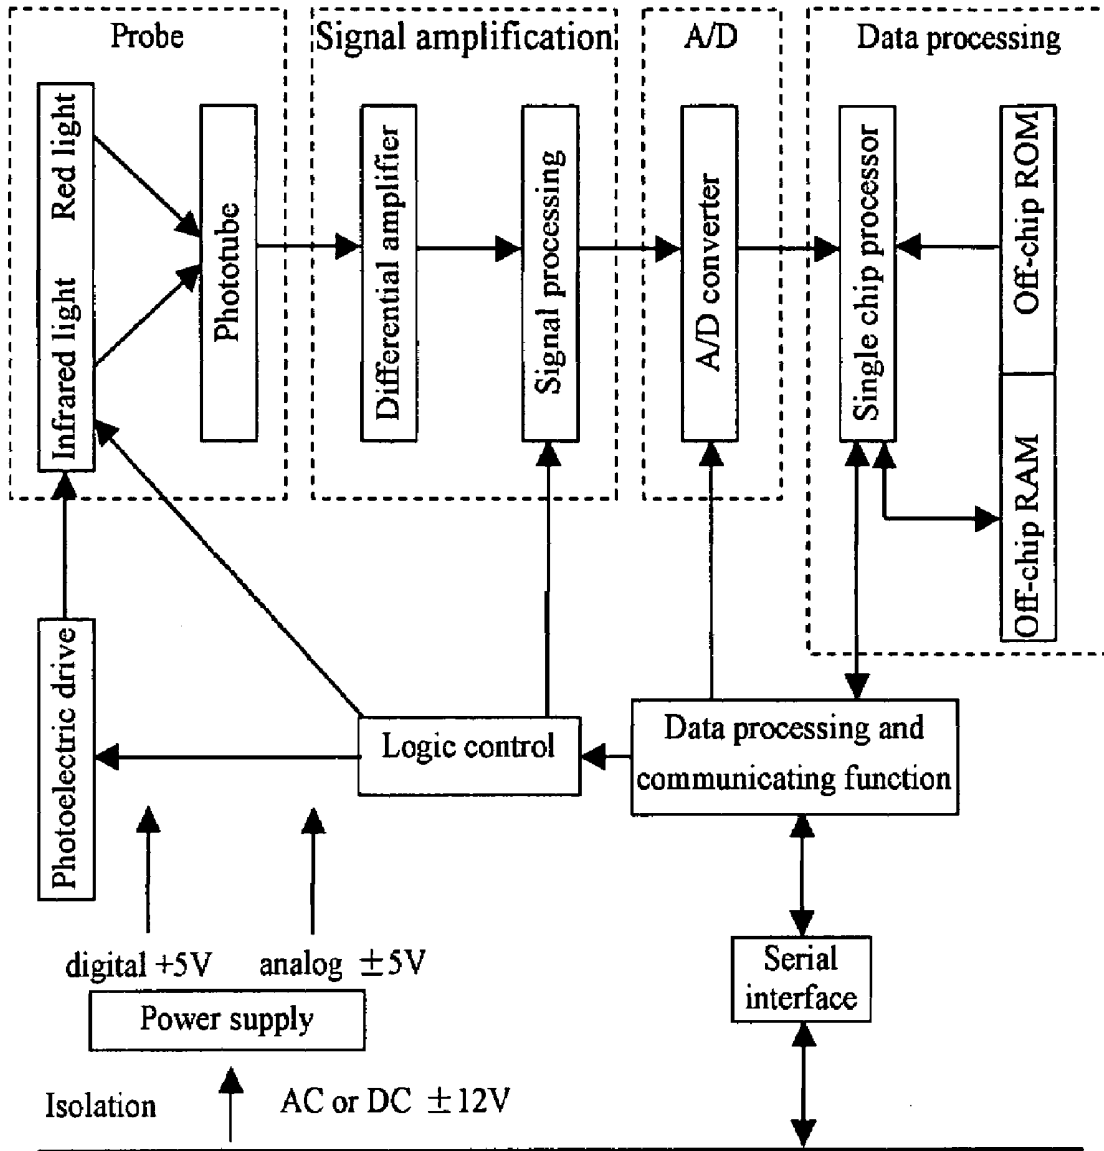 Probe
Signal amplification
A/D
Data processing
Red light
Infrared light
Phototube
Differential amplifier
Signal processing
A/D converter
Single chip processor
Off-chip ROM
Off-chip RAM
Photoelectric drive
Logic control
Data processing and
communicating function
digital +5V
analog ±5V
Power supply
Serial
interface
Isolation
AC or DC ±12V